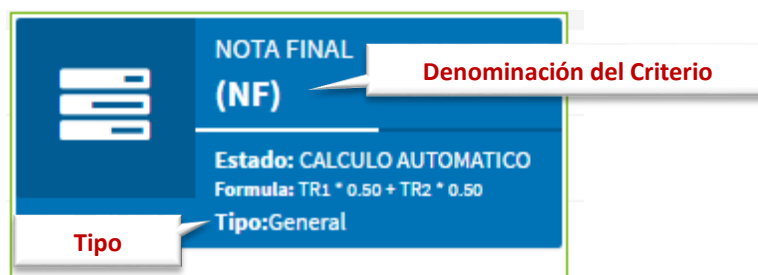 NOTA FINAL
(NF)
Denominación del Criterio
Estado: CALCULO AUTOMATICO
Formula: TR1 * 0.50 + TR2 * 0.50
Tipo:General
Tipo